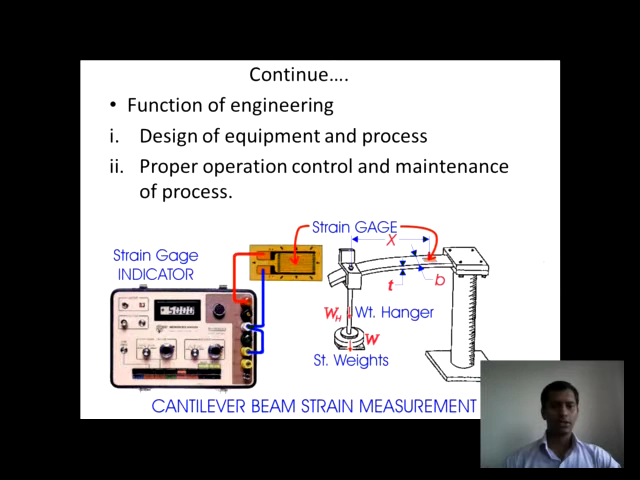 Continue....
• Function of engineering
i. Design of equipment and process
ii. Proper operation control and maintenance
of process.
Strain GAGE
X
Strain Gage
INDICATOR
t
b
5000
W_H
Wt. Hanger
W
St. Weights
CANTILEVER BEAM STRAIN MEASUREMENT